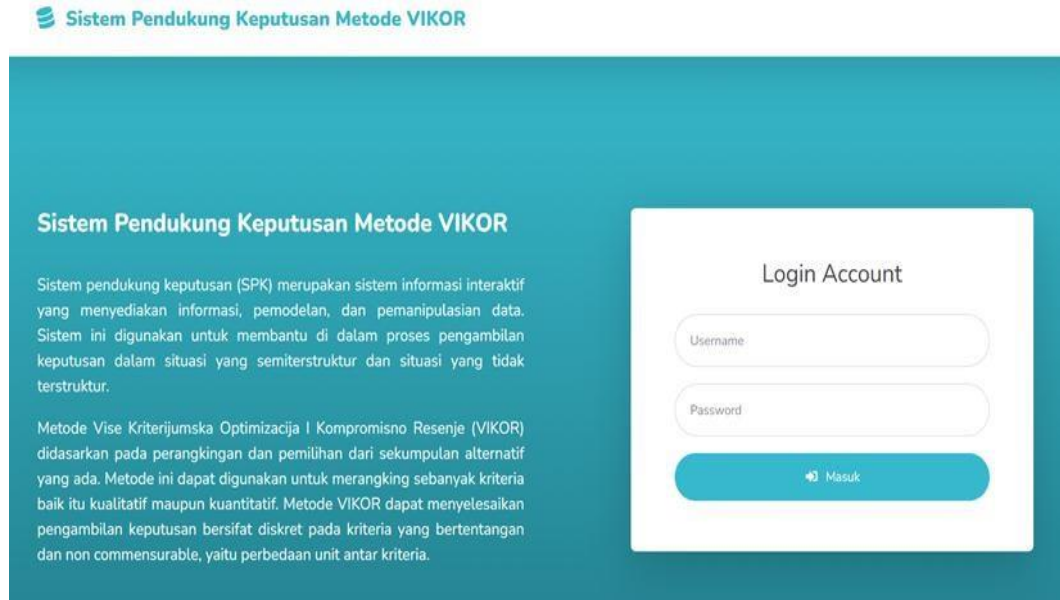 Sistem Pendukung Keputusan Metode VIKOR
Sistem Pendukung Keputusan Metode VIKOR
Sistem pendukung keputusan (SPK) merupakan sistem informasi interaktif
yang menyediakan informasi, pemodelan, dan pemanipulasian data.
Sistem ini digunakan untuk membantu di dalam proses pengambilan
keputusan dalam situasi yang semiterstruktur dan situasi yang tidak
terstruktur.
Metode Vise Kriterijumska Optimizacija I Kompromisno Resenje (VIKOR)
didasarkan pada perangkingan dan pemilihan dari sekumpulan alternatif
yang ada. Metode ini dapat digunakan untuk merangking sebanyak kriteria
baik itu kualitatif maupun kuantitatif. Metode VIKOR dapat menyelesaikan
pengambilan keputusan bersifat diskret pada kriteria yang bertentangan
dan non commensurable, yaitu perbedaan unit antar kriteria.
Login Account
Username
Password
Masuk